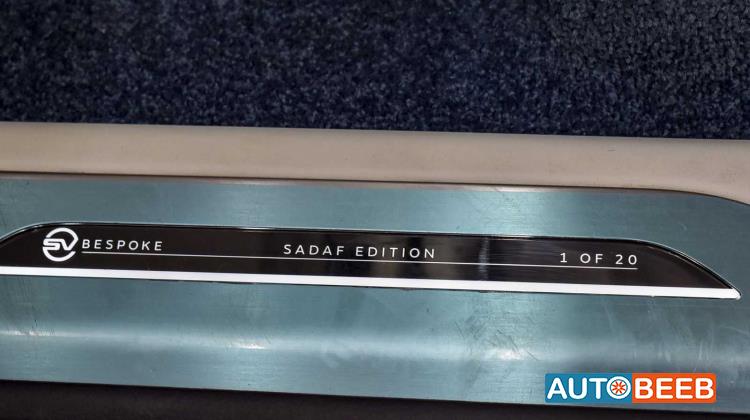 SV BESPOKE SADAF EDITION 1 OF 20
AUTOBEEB